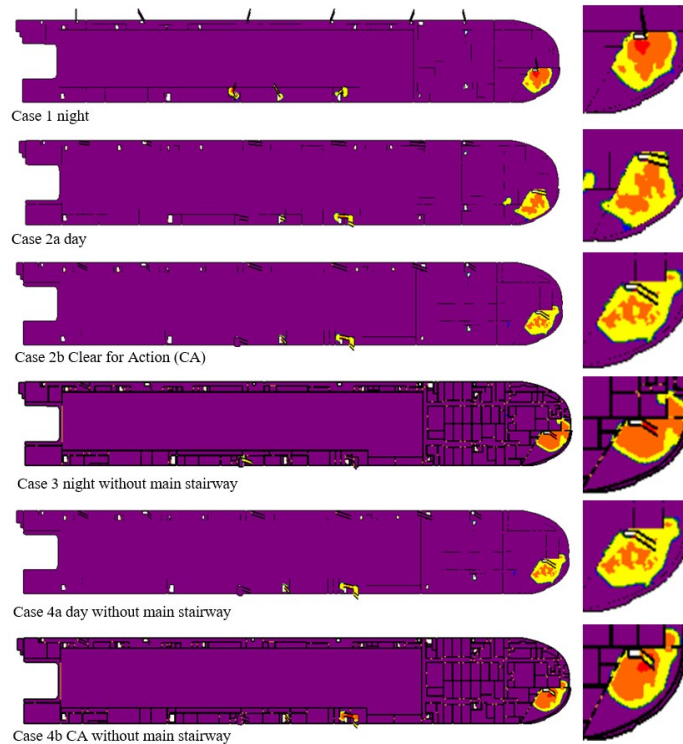 Case 1 night
Case 2a day
Case 2b Clear for Action (CA)
Case 3 night without main stairway
Case 4a day without main stairway
Case 4b CA without main stairway